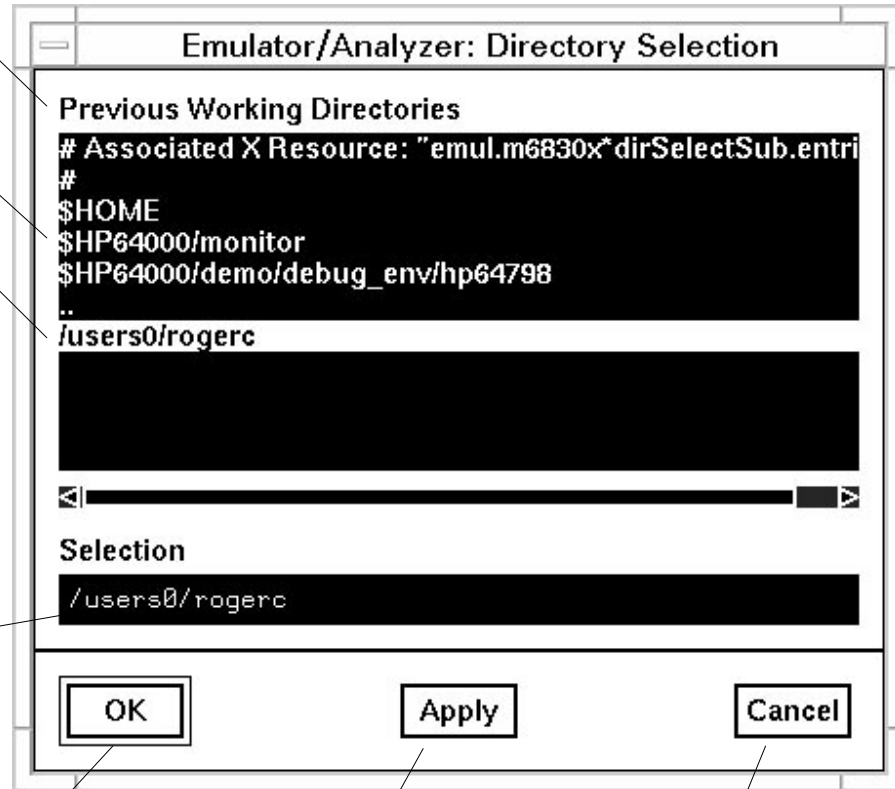 Emulator/Analyzer: Directory Selection
Previous Working Directories
# Associated X Resource: "emul.m6830x*dirSelectSub.entri
#
$HOME
$HP64000/monitor
$HP64000/demo/debug_env/hp64798
..
/users0/rogerc
Selection
/users0/rogerc
OK
Apply
Cancel